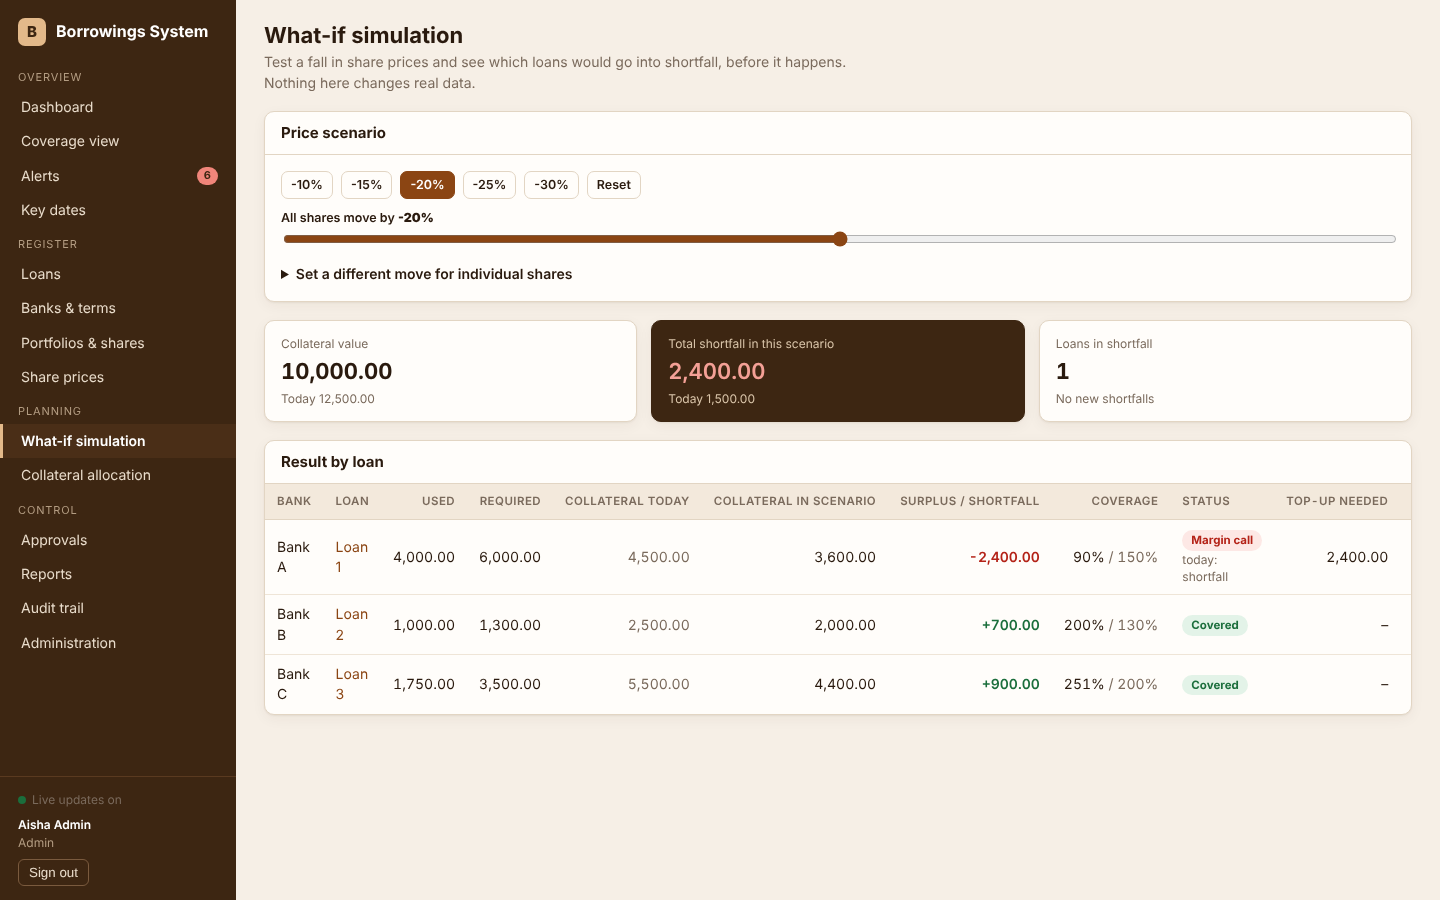 B Borrowings System
OVERVIEW
Dashboard
Coverage view
Alerts 6
Key dates
REGISTER
Loans
Banks & terms
Portfolios & shares
Share prices
PLANNING
What-if simulation
Collateral allocation
CONTROL
Approvals
Reports
Audit trail
Administration
Live updates on
Aisha Admin
Admin
Sign out
What-if simulation
Test a fall in share prices and see which loans would go into shortfall, before it happens.
Nothing here changes real data.
Price scenario
-10% -15% -20% -25% -30% Reset
All shares move by -20%
Set a different move for individual shares
Collateral value
10,000.00
Today 12,500.00
Total shortfall in this scenario
2,400.00
Today 1,500.00
Loans in shortfall
1
No new shortfalls
Result by loan
BANK LOAN USED REQUIRED COLLATERAL TODAY COLLATERAL IN SCENARIO SURPLUS / SHORTFALL COVERAGE STATUS TOP-UP NEEDED
Bank A Loan 1 4,000.00 6,000.00 4,500.00 3,600.00 -2,400.00 90% / 150% Margin call today: shortfall 2,400.00
Bank B Loan 2 1,000.00 1,300.00 2,500.00 2,000.00 +700.00 200% / 130% Covered –
Bank C Loan 3 1,750.00 3,500.00 5,500.00 4,400.00 +900.00 251% / 200% Covered –